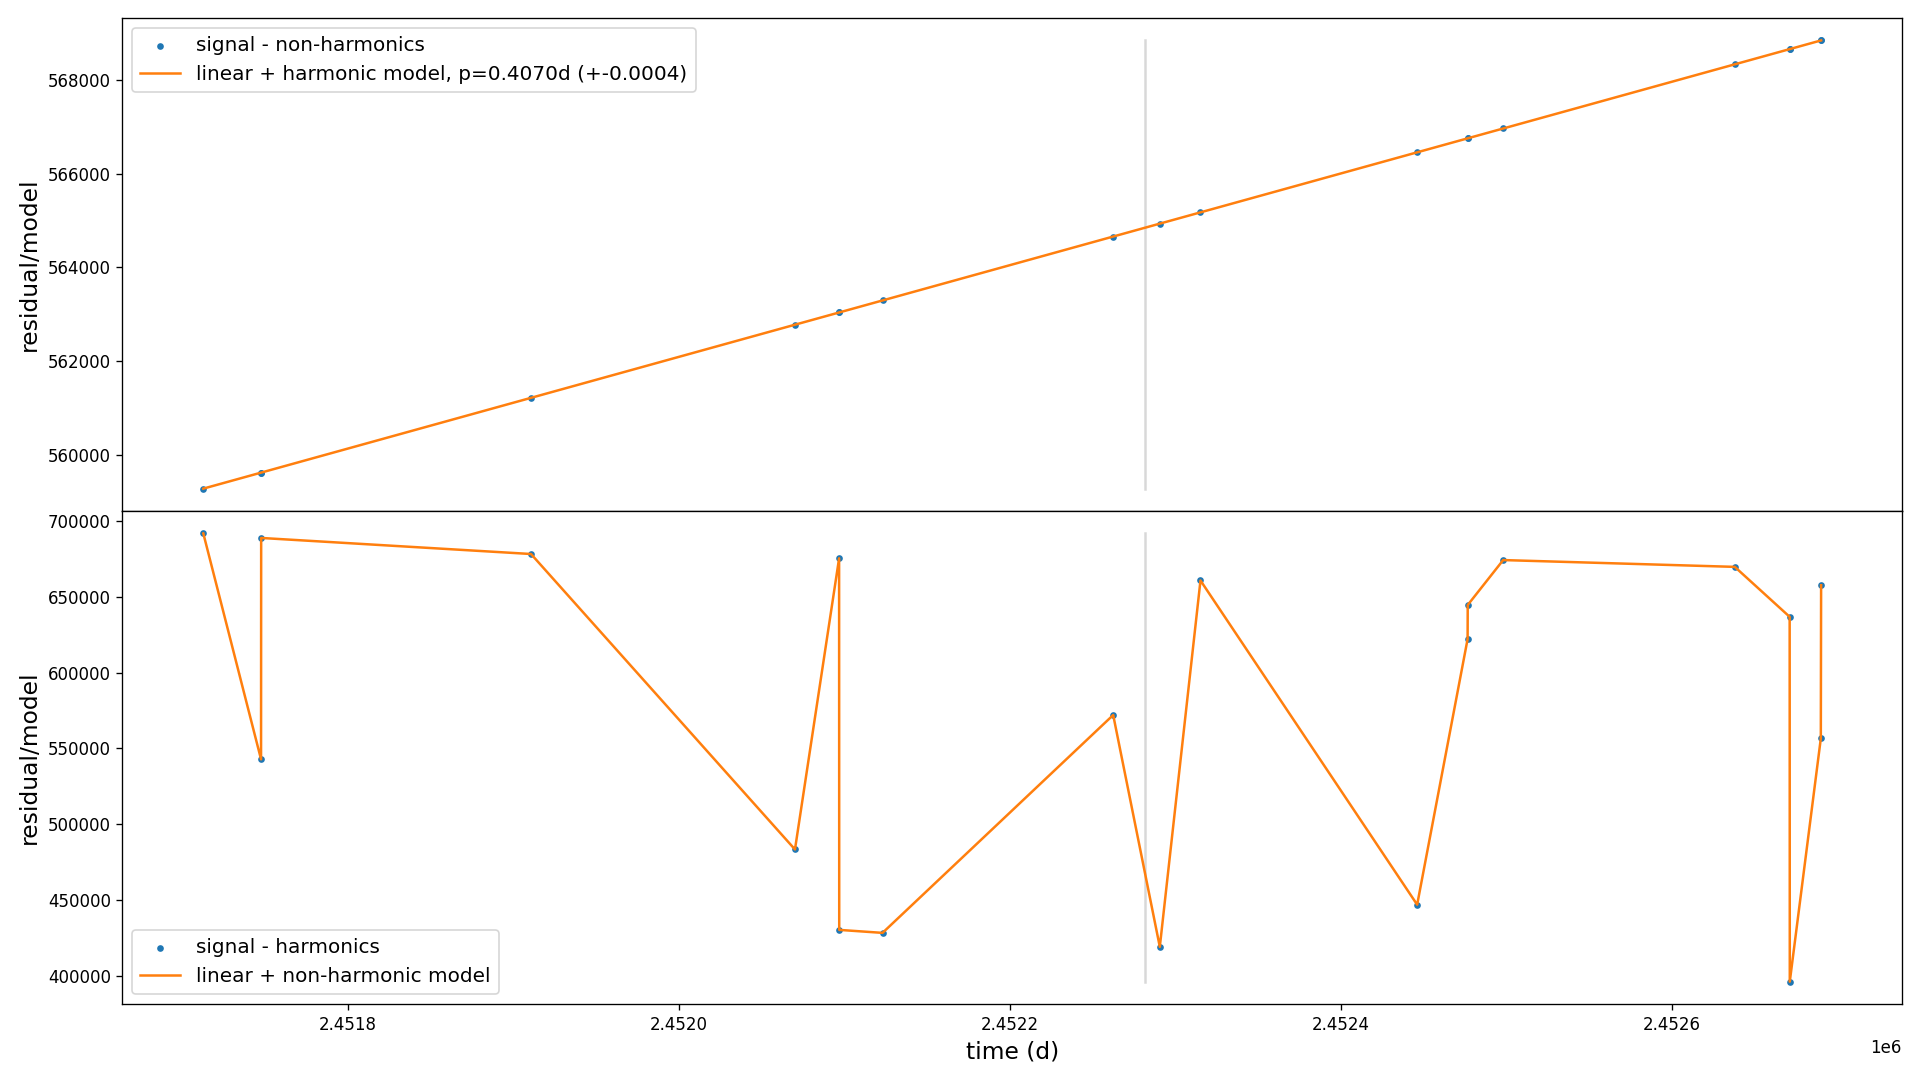 signal - non-harmonics
linear + harmonic model, p=0.4070d (+-0.0004)
568000
566000
564000
562000
560000
residual/model
700000
650000
600000
550000
500000
450000
400000
residual/model
signal - harmonics
linear + non-harmonic model
2.4518 2.4520 2.4522 2.4524 2.4526
time (d)
1e6